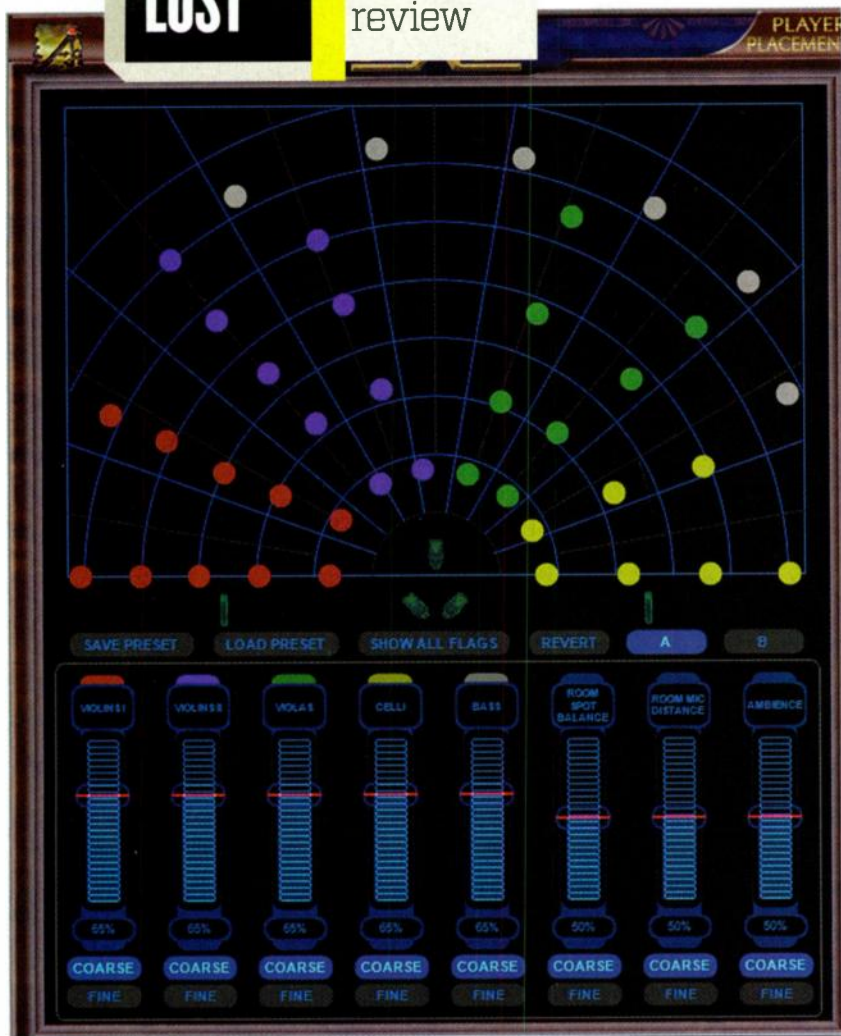 LOST
review
PLAYER
PLACEMEN
SAVE PRESET
LOAD PRESET
SHOW ALL FLAGS
REVERT
A
B
VIOLINS I
VIOLINS II
VIOLAS
CELLI
BASS
ROOM
SPOT
BALANCE
ROOM MIC
DISTANCE
AMBIENCE
65%
65%
65%
65%
65%
50%
50%
50%
COARSE
COARSE
COARSE
COARSE
COARSE
COARSE
COARSE
COARSE
FINE
FINE
FINE
FINE
FINE
FINE
FINE
FINE